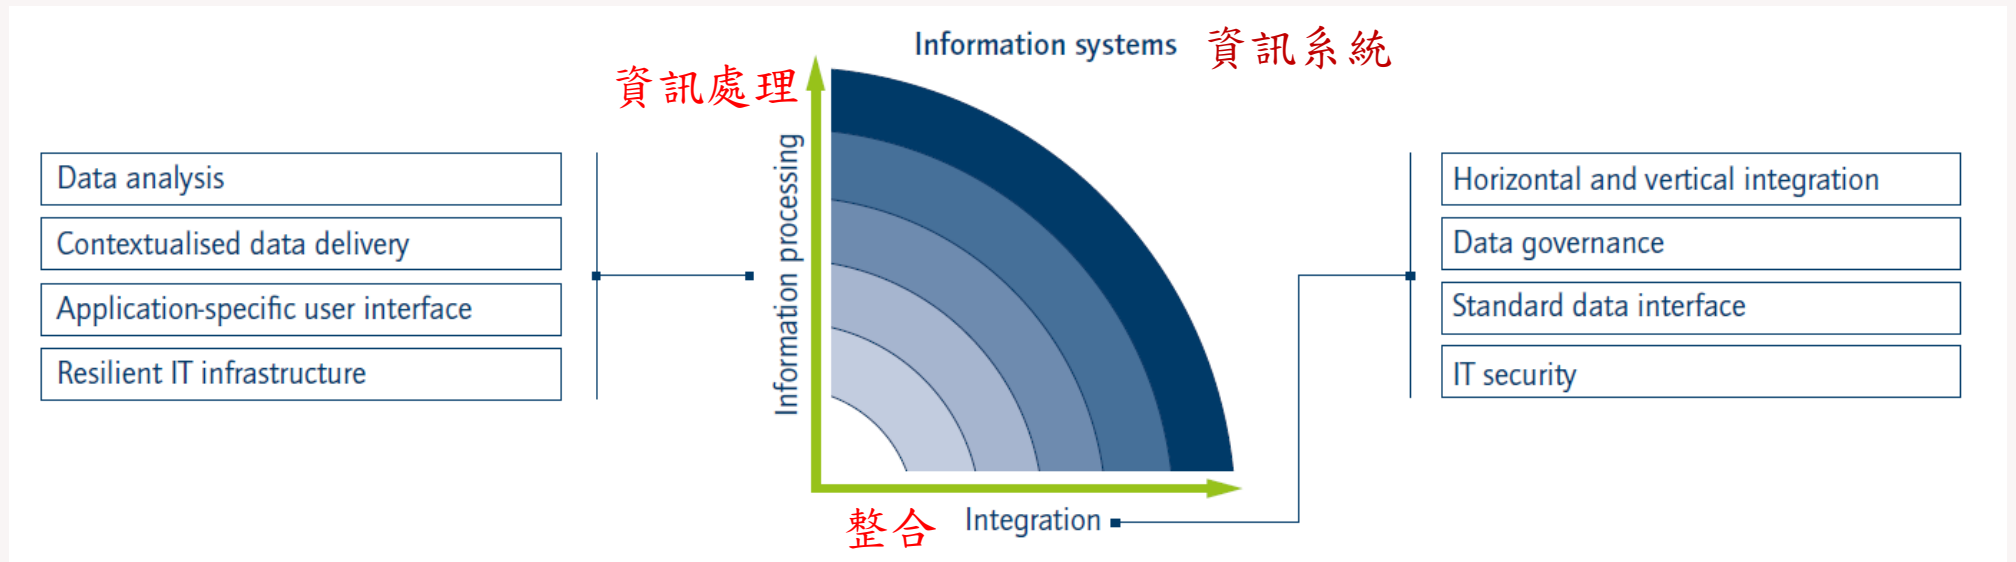 Information systems 資訊系統
資訊處理
Information processing
Data analysis
Contextualised data delivery
Application-specific user interface
Resilient IT infrastructure
Horizontal and vertical integration
Data governance
Standard data interface
IT security
整合 Integration